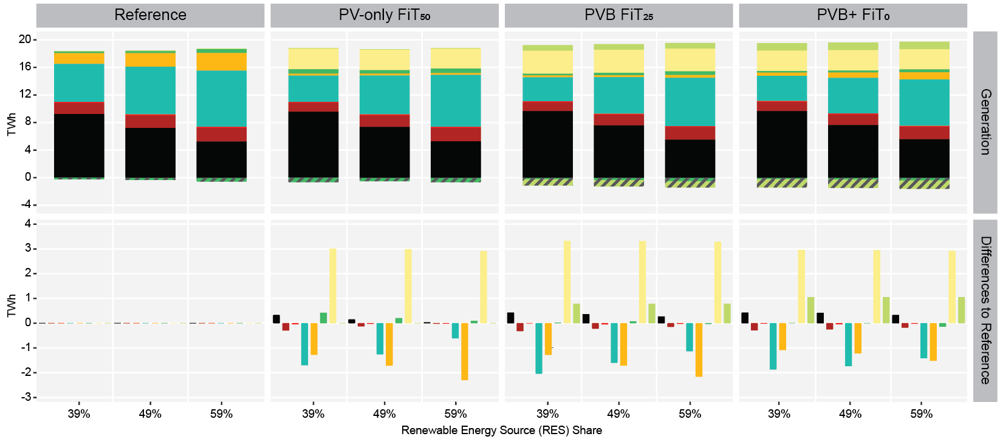 Reference
PV-only FiT₅₀
PVB FiT₂₅
PVB+ FiT₀
20
16
12
8
4
0
-4
TWh
Generation
4
3
2
1
0
-1
-2
-3
TWh
Differences to Reference
39% 49% 59% 39% 49% 59% 39% 49% 59% 39% 49% 59%
Renewable Energy Source (RES) Share